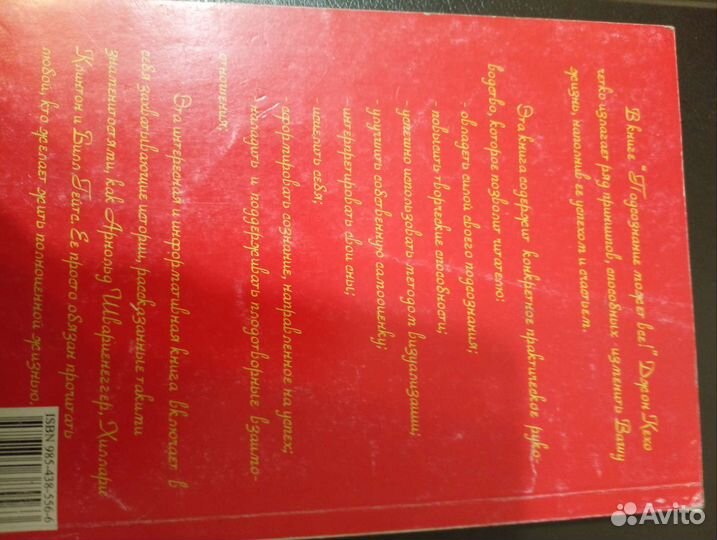 В книге "Подсознание может все!" Джон Кехо
четко излагает ряд принципов, способных изменить Вашу
жизнь, наполнив ее успехом и счастьем.
Эта книга содержит конкретное практическое руко-
водство, которое позволит читателю:
- овладеть силой своего подсознания;
- повысить творческие способности;
- успешно использовать методом визуализации;
- улучшить собственную самооценку;
- интерпретировать свои сны;
- исцелить себя;
- сформировать сознание, направленное на успех;
- наладить и поддерживать плодотворные взаимо-
отношения;
Эта интересная и информативная книга включает в
себя захватывающие истории, рассказанные такими
знаменитостями, как Арнольд Шварценеггер, Хиллари
Клинтон и Билл Гейтс. Ее просто обязан прочитать
любой, кто желает жить полноценной жизнью.
ISBN 985-438-556-6
Avito